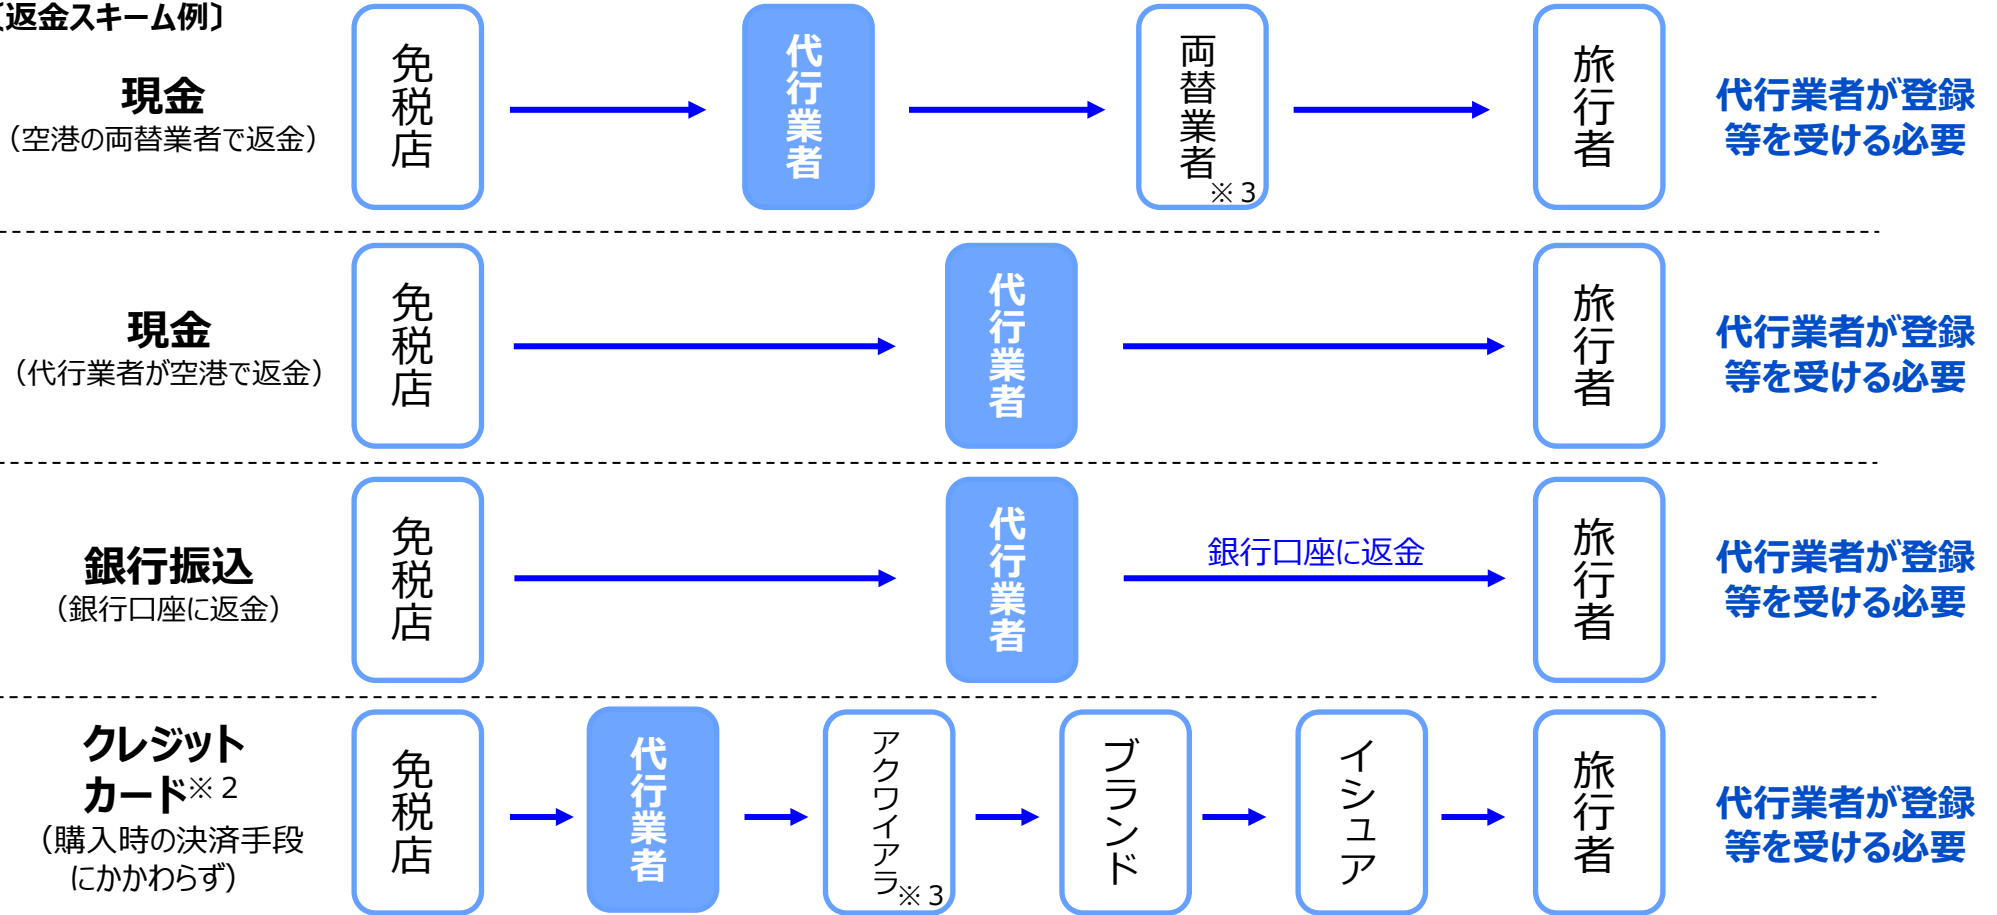 〔返金スキーム例〕
現金
（空港の両替業者で返金）
免税店
代行業者
両替業者
※３
旅行者
代行業者が登録
等を受ける必要
現金
（代行業者が空港で返金）
免税店
代行業者
旅行者
代行業者が登録
等を受ける必要
銀行振込
（銀行口座に返金）
免税店
代行業者
銀行口座に返金
旅行者
代行業者が登録
等を受ける必要
クレジット
カード※２
（購入時の決済手段
にかかわらず）
免税店
代行業者
アクワイアラ
※３
ブランド
イシュア
旅行者
代行業者が登録
等を受ける必要